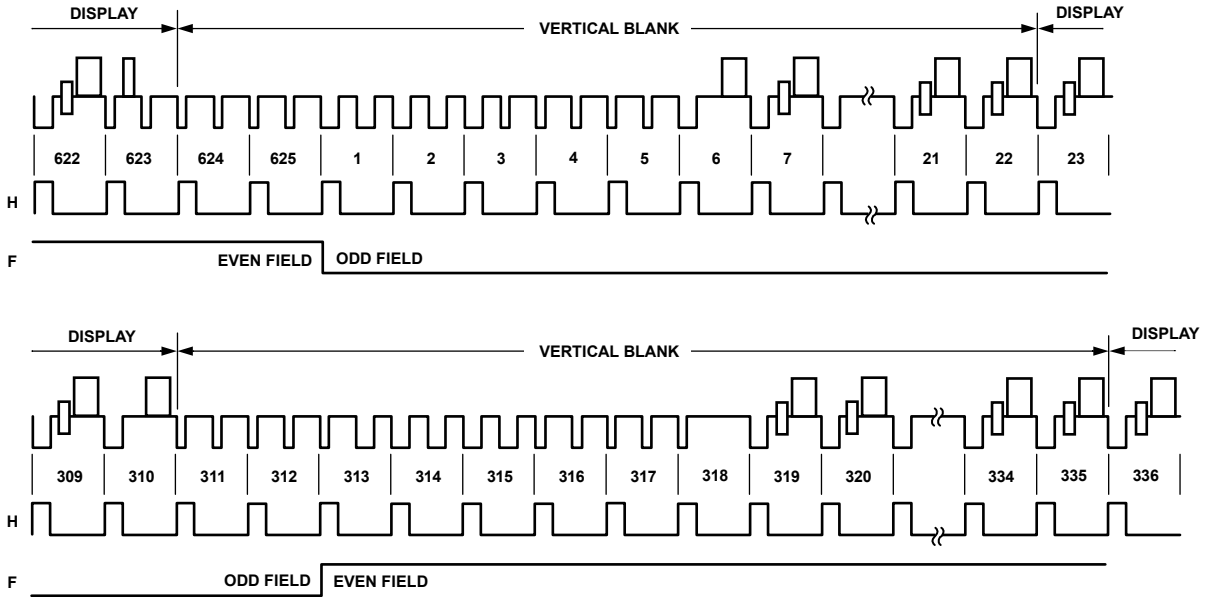 DISPLAY VERTICAL BLANK DISPLAY
622 623 624 625 1 2 3 4 5 6 7 21 22 23
H
F EVEN FIELD ODD FIELD
DISPLAY VERTICAL BLANK DISPLAY
309 310 311 312 313 314 315 316 317 318 319 320 334 335 336
H
F ODD FIELD EVEN FIELD